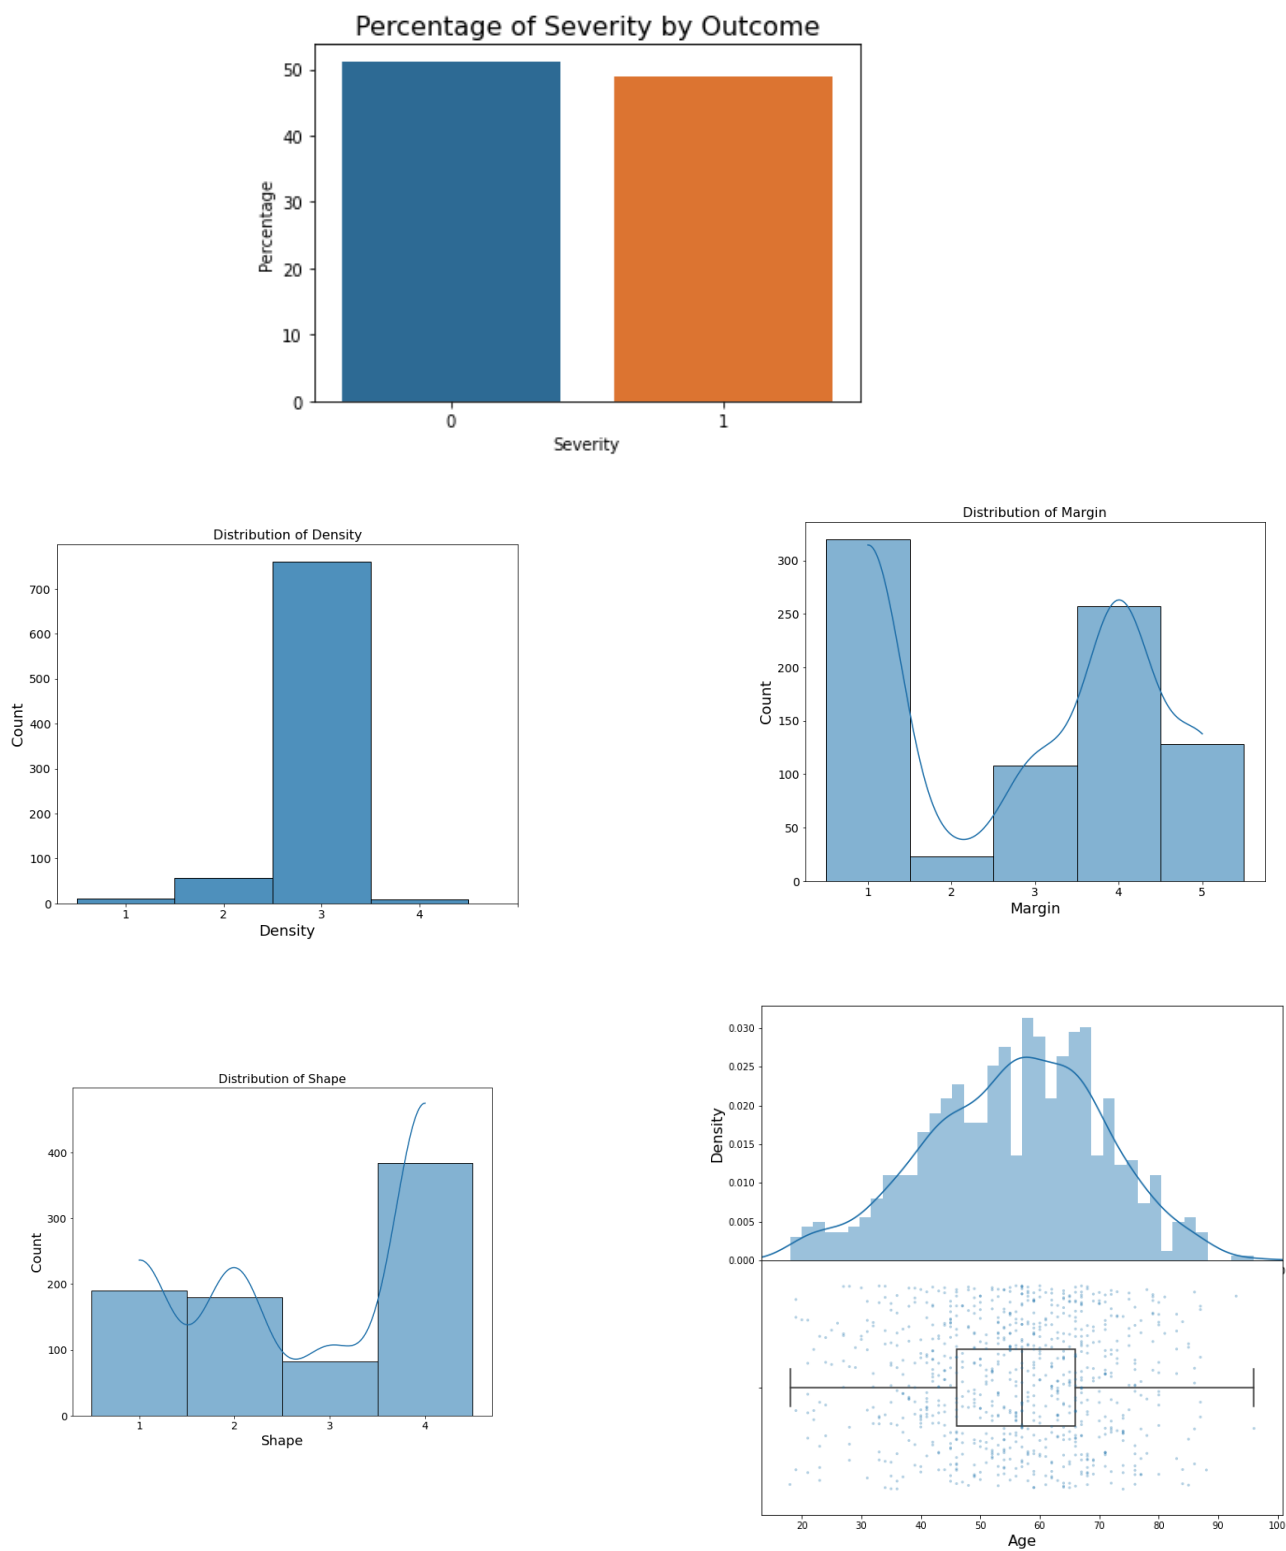 Percentage of Severity by Outcome
50
40
30
20
10
0
Percentage
0 1
Severity
Distribution of Density
700
600
500
400
300
200
100
0
Count
1 2 3 4
Density
Distribution of Margin
300
250
200
150
100
50
0
Count
1 2 3 4 5
Margin
Distribution of Shape
400
300
200
100
0
Count
1 2 3 4
Shape
0.030
0.025
0.020
0.015
0.010
0.005
0.000
Density
20 30 40 50 60 70 80 90 100
Age